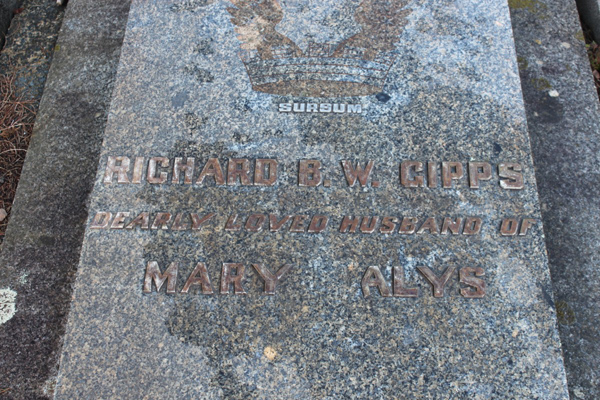 SURSUM
RICHARD B. W. GIPPS
DEARLY LOVED HUSBAND OF
MARY ALYS